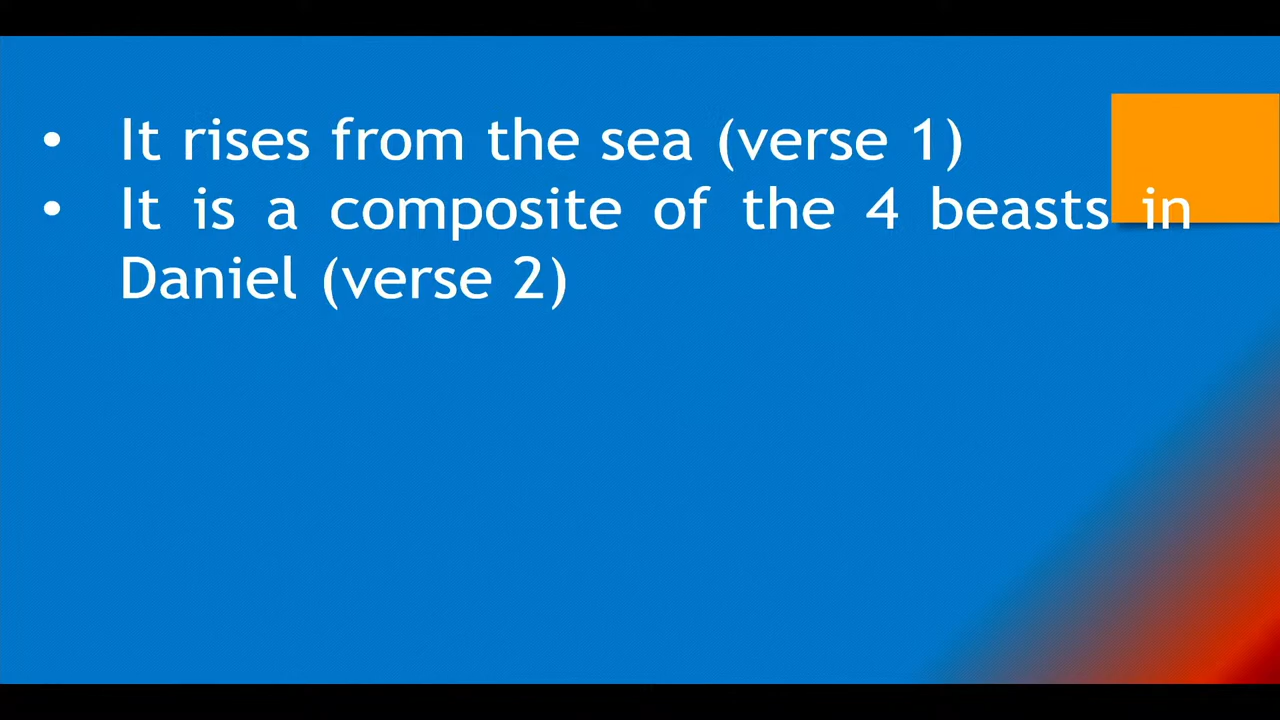 • It rises from the sea (verse 1)
• It is a composite of the 4 beasts in
Daniel (verse 2)